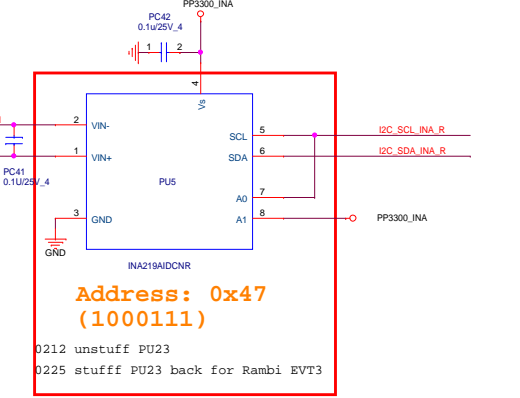 PP3300_INA
PC42
0.1u/25V_4
1
2
4
Vs
2
VIN-
SCL
5
I2C_SCL_INA_R
1
VIN+
SDA
6
I2C_SDA_INA_R
PC41
0.1U/25V_4
PU5
A0
7
3
GND
A1
8
PP3300_INA
GND
INA219AIDCNR
Address: 0x47
(1000111)
0212 unstuff PU23
0225 stufff PU23 back for Rambi EVT3